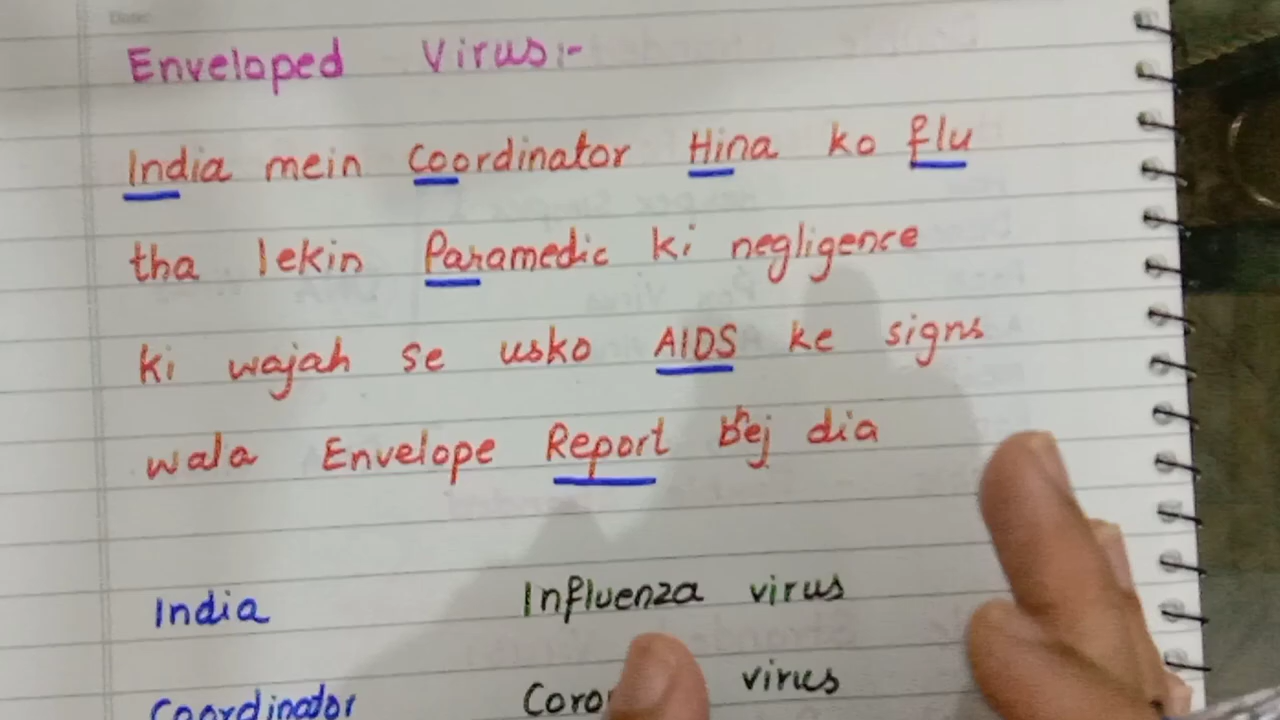 Enveloped Virus:-
India mein Coordinator Hina ko flu
tha lekin Paramedic ki negligence
ki wajah se usko AIDS ke signs
wala Envelope Report bhej dia
India Influenza virus
Coordinator virus